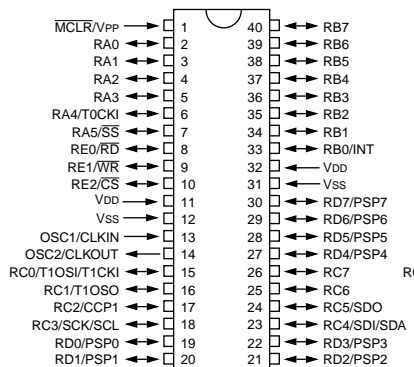 M̅C̅L̅R̅/VPP 1 40 RB7
RA0 2 39 RB6
RA1 3 38 RB5
RA2 4 37 RB4
RA3 5 36 RB3
RA4/T0CKI 6 35 RB2
RA5/S̅S̅ 7 34 RB1
RE0/R̅D̅ 8 33 RB0/INT
RE1/W̅R̅ 9 32 VDD
RE2/C̅S̅ 10 31 VSS
VDD 11 30 RD7/PSP7
VSS 12 29 RD6/PSP6
OSC1/CLKIN 13 28 RD5/PSP5
OSC2/CLKOUT 14 27 RD4/PSP4
RC0/T1OSI/T1CKI 15 26 RC7
RC1/T1OSO 16 25 RC6
RC2/CCP1 17 24 RC5/SDO
RC3/SCK/SCL 18 23 RC4/SDI/SDA
RD0/PSP0 19 22 RD3/PSP3
RD1/PSP1 20 21 RD2/PSP2